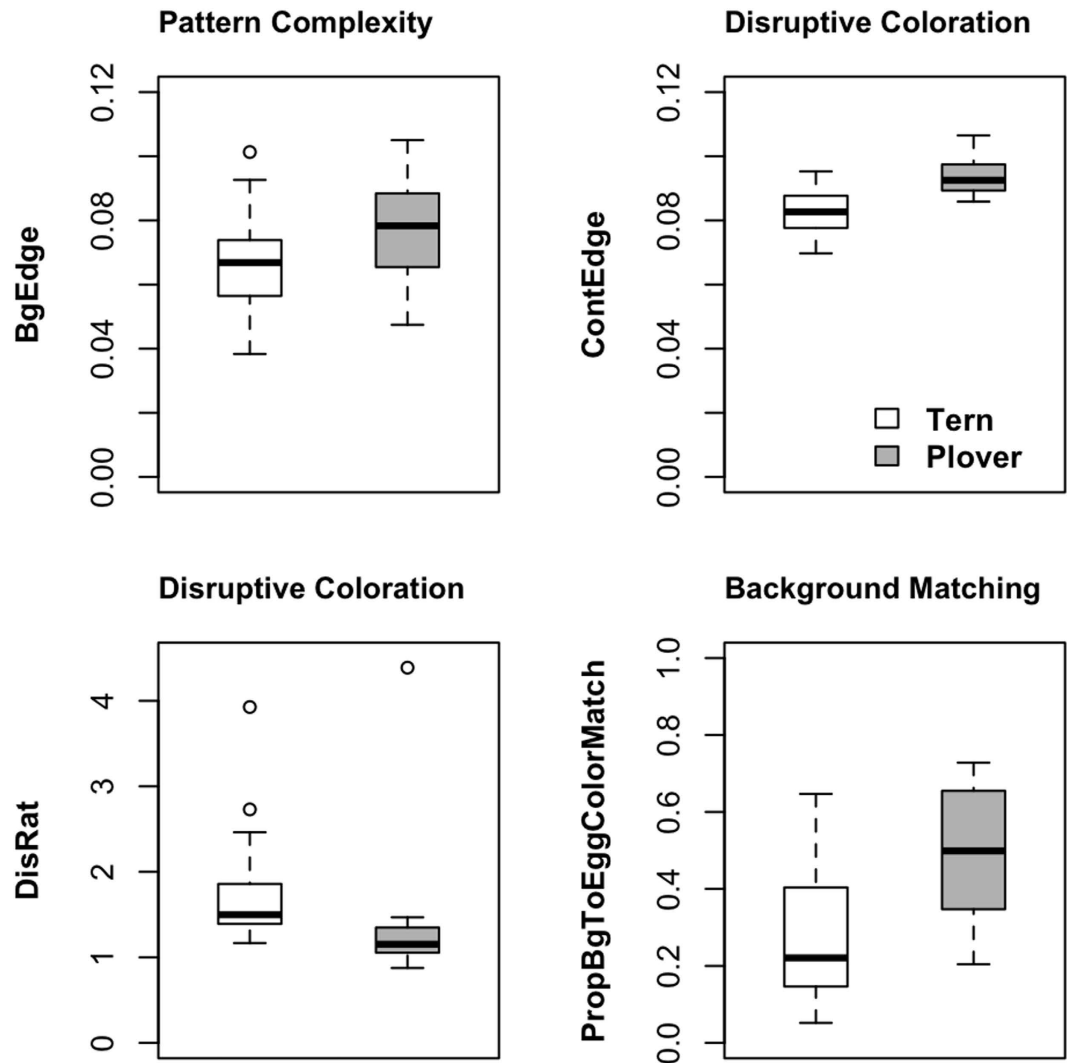 Pattern Complexity
BgEdge
0.12
0.08
0.04
0.00
Disruptive Coloration
ContEdge
0.12
0.08
0.04
0.00
Tern
Plover
Disruptive Coloration
DisRat
4
3
2
1
0
Background Matching
PropBgToEggColorMatch
1.0
0.8
0.6
0.4
0.2
0.0